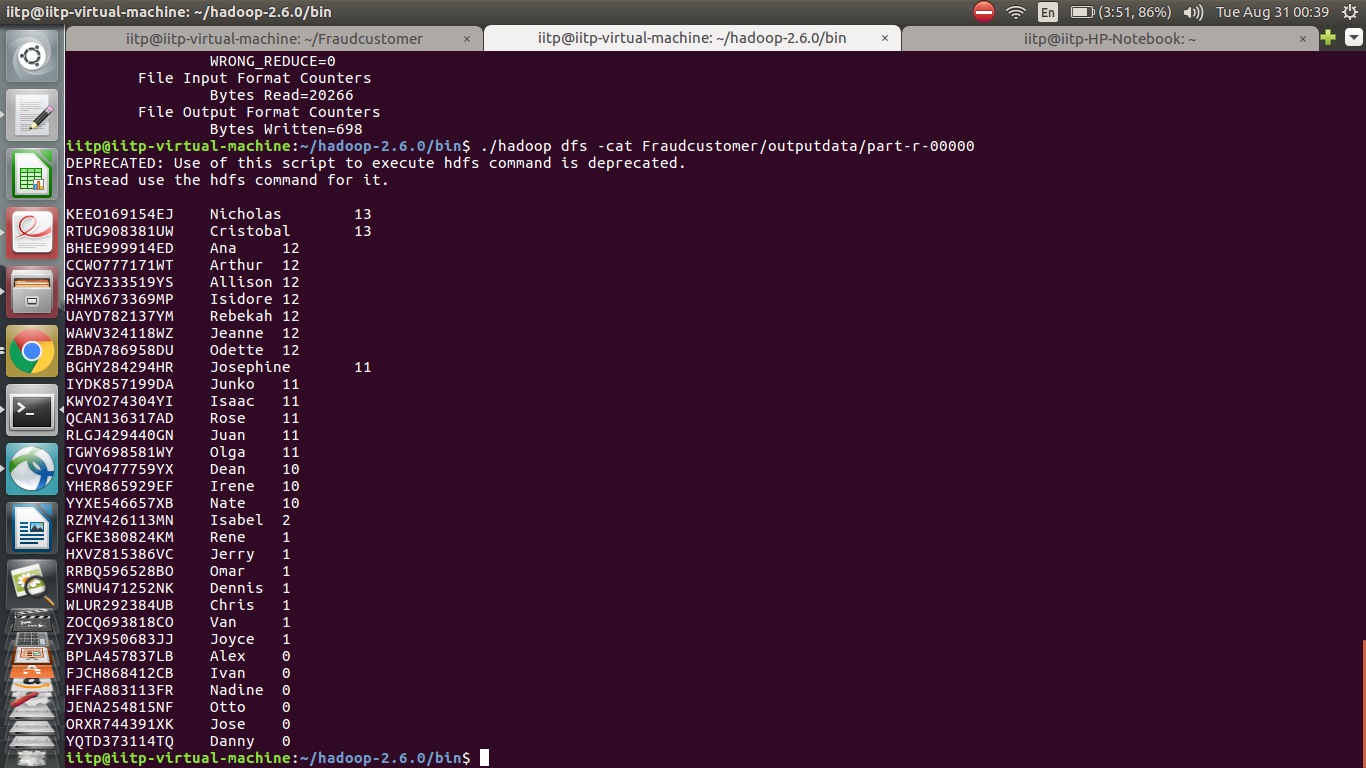 iitp@iitp-virtual-machine: ~/hadoop-2.6.0/bin
En
(3:51, 86%)
Tue Aug 31 00:39
iitp@iitp-virtual-machine: ~/Fraudcustomer ×
iitp@iitp-virtual-machine: ~/hadoop-2.6.0/bin ×
iitp@iitp-HP-Notebook: ~ ×
WRONG_REDUCE=0
File Input Format Counters
Bytes Read=20266
File Output Format Counters
Bytes Written=698
iitp@iitp-virtual-machine:~/hadoop-2.6.0/bin$ ./hadoop dfs -cat Fraudcustomer/outputdata/part-r-00000
DEPRECATED: Use of this script to execute hdfs command is deprecated.
Instead use the hdfs command for it.
KEEO169154EJ Nicholas 13
RTUG908381UW Cristobal 13
BHEE999914ED Ana 12
CCWO777171WT Arthur 12
GGYZ333519YS Allison 12
RHMX673369MP Isidore 12
UAYD782137YM Rebekah 12
WAWV324118WZ Jeanne 12
ZBDA786958DU Odette 12
BGHY284294HR Josephine 11
IYDK857199DA Junko 11
KWYO274304YI Isaac 11
QCAN136317AD Rose 11
RLGJ429440GN Juan 11
TGWY698581WY Olga 11
CVYO477759YX Dean 10
YHER865929EF Irene 10
YYXE546657XB Nate 10
RZMY426113MN Isabel 2
GFKE380824KM Rene 1
HXVZ815386VC Jerry 1
RRBQ596528BO Omar 1
SMNU471252NK Dennis 1
WLUR292384UB Chris 1
ZOCQ693818CO Van 1
ZYJX950683JJ Joyce 1
BPLA457837LB Alex 0
FJCH868412CB Ivan 0
HFFA883113FR Nadine 0
JENA254815NF Otto 0
ORXR744391XK Jose 0
YQTD373114TQ Danny 0
iitp@iitp-virtual-machine:~/hadoop-2.6.0/bin$